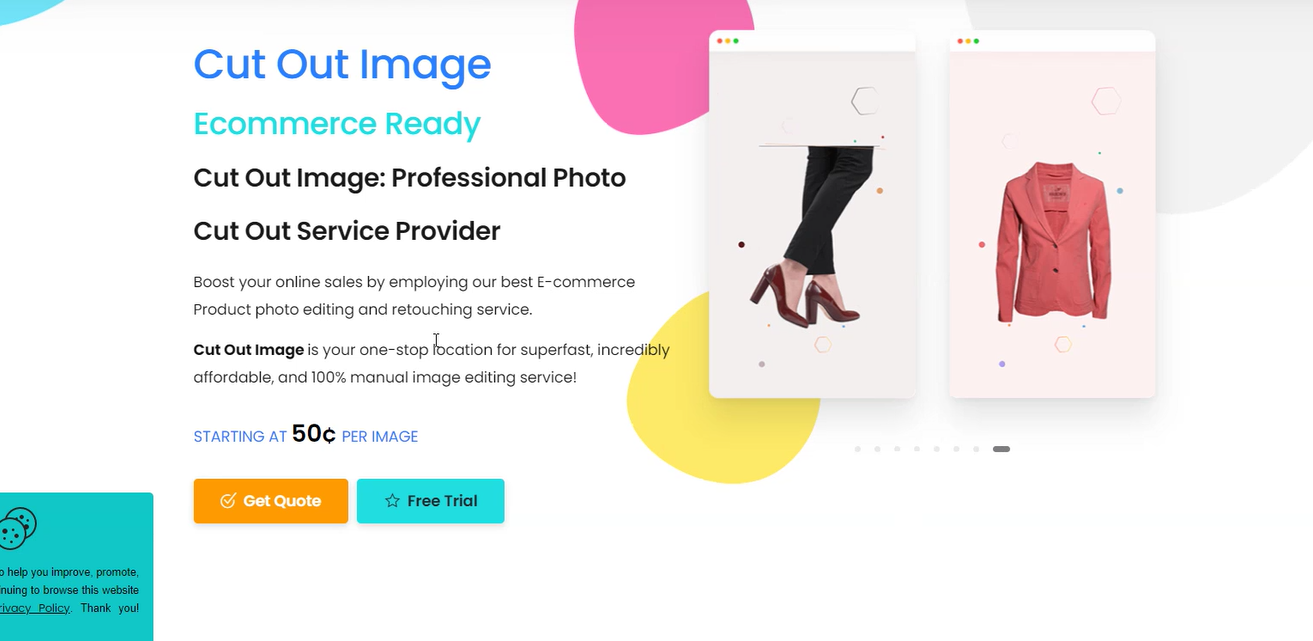 Cut Out Image
Ecommerce Ready
Cut Out Image: Professional Photo
Cut Out Service Provider
Boost your online sales by employing our best E-commerce
Product photo editing and retouching service.
Cut Out Image is your one-stop location for superfast, incredibly
affordable, and 100% manual image editing service!
STARTING AT 50¢ PER IMAGE
Get Quote
Free Trial
to help you improve, promote,
nuing to browse this website
rivacy Policy. Thank you!